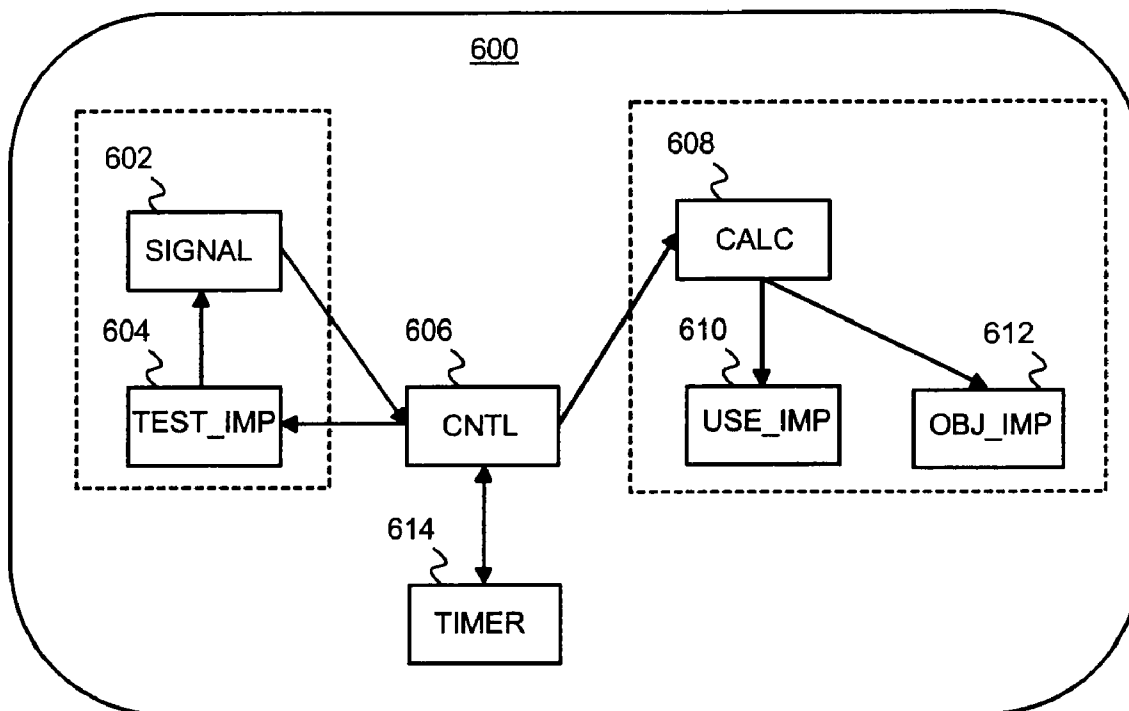 600
602
SIGNAL
604
TEST_IMP
606
CNTL
614
TIMER
608
CALC
610
USE_IMP
612
OBJ_IMP